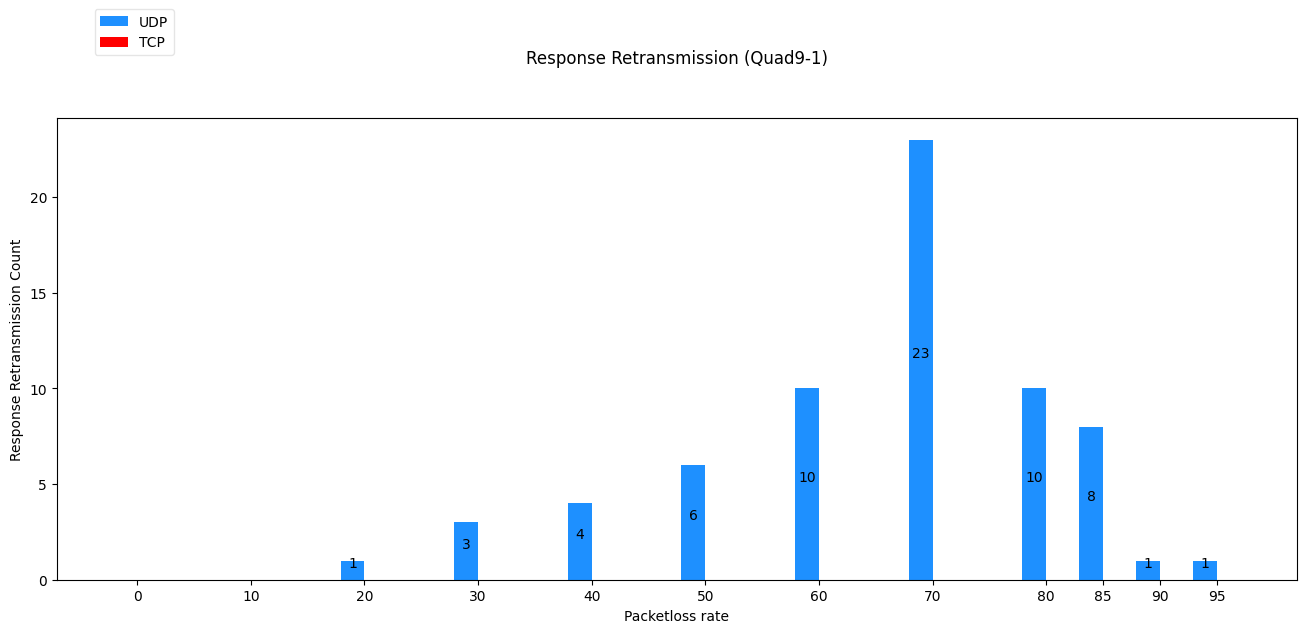 UDP
TCP
Response Retransmission (Quad9-1)
Response Retransmission Count
20
15
10
5
0
1
3
4
6
10
23
10
8
1
1
0 10 20 30 40 50 60 70 80 85 90 95
Packetloss rate